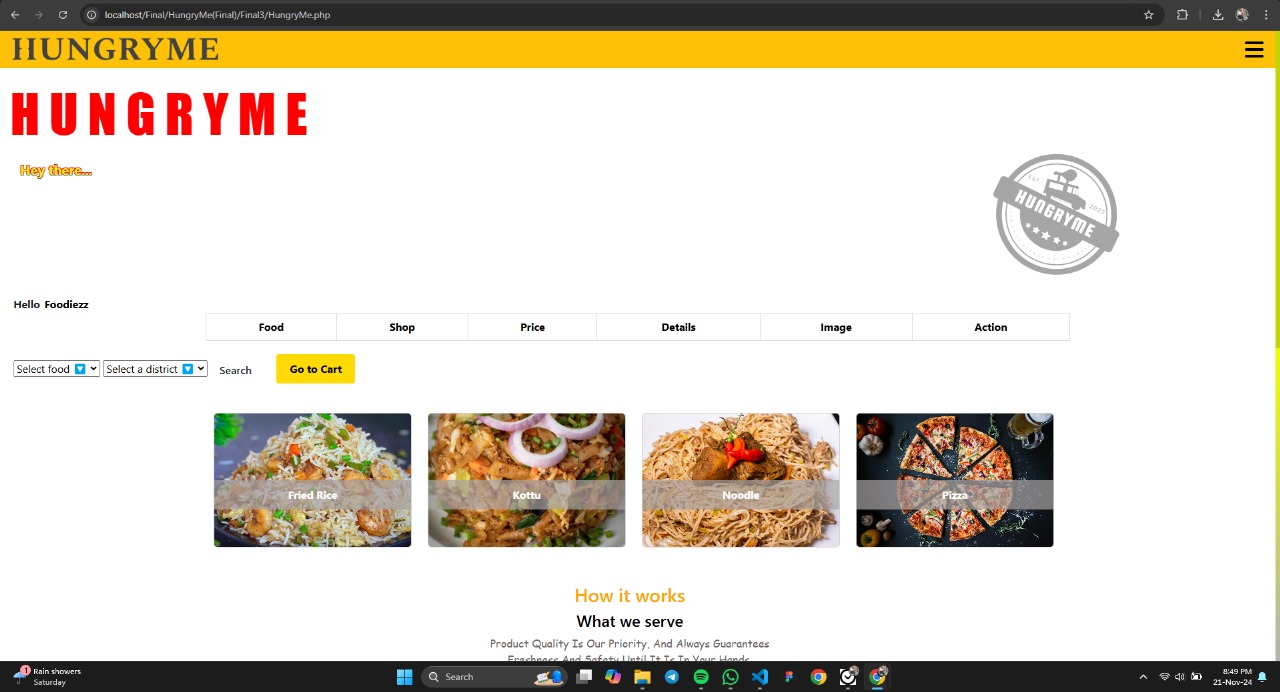 localhost/Final/HungryMe(Final)/Final3/HungryMe.php
HUNGRYME
HUNGRYME
Hey there...
EST 2023
HUNGRYME
Hello Foodiezz
Food Shop Price Details Image Action
Select food Select a district Search Go to Cart
Fried Rice Kottu Noodle Pizza
How it works
What we serve
Product Quality Is Our Priority, And Always Guarantees
Freshness And Safety Until It Is In Your Hands.
1
Rain showers
Saturday
Search
8:49 PM
21-Nov-24